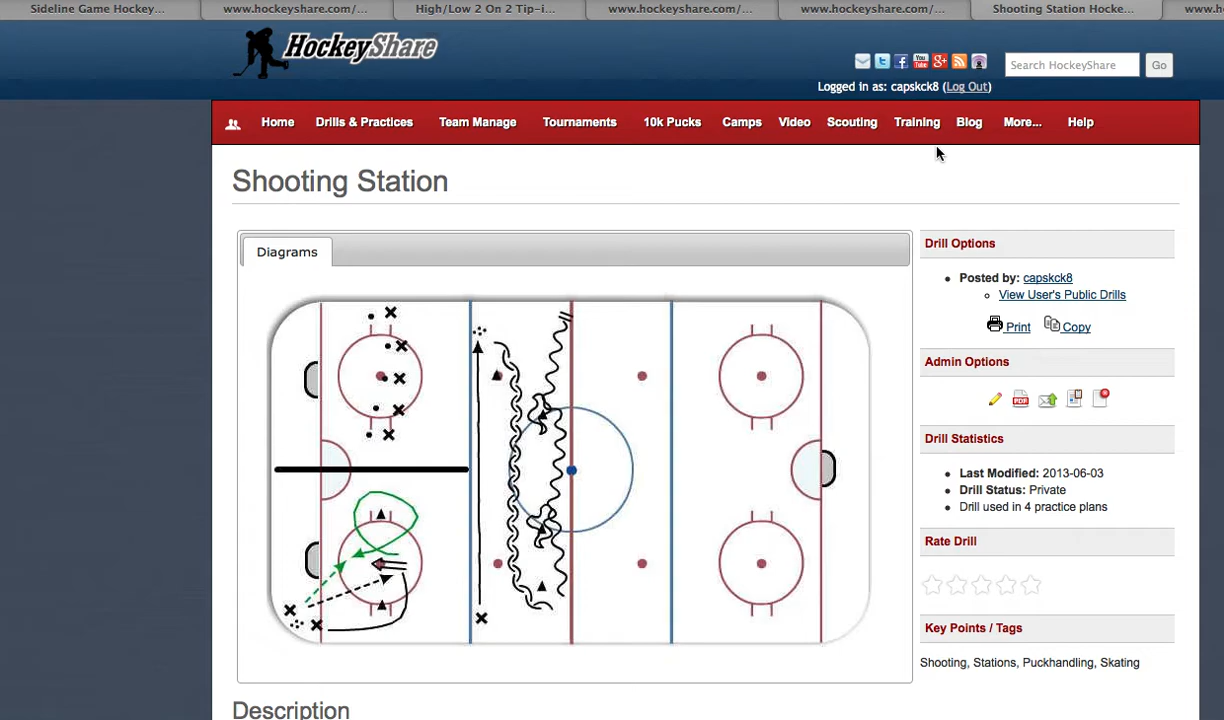 Sideline Game Hockey...
www.hockeyshare.com/...
High/Low 2 On 2 Tip-i...
www.hockeyshare.com/...
www.hockeyshare.com/...
Shooting Station Hocke...
www.h
HockeyShare
Search HockeyShare
Go
Logged in as: capskck8 (Log Out)
Home Drills & Practices Team Manage Tournaments 10k Pucks Camps Video Scouting Training Blog More... Help
Shooting Station
Diagrams
Drill Options
Posted by: capskck8
View User's Public Drills
Print Copy
Admin Options
PDF
Drill Statistics
Last Modified: 2013-06-03
Drill Status: Private
Drill used in 4 practice plans
Rate Drill
Key Points / Tags
Shooting, Stations, Puckhandling, Skating
Description